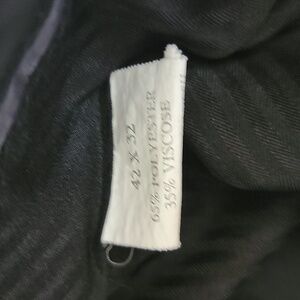 42 X 32
65% POLYESTER
35% VISCOSE